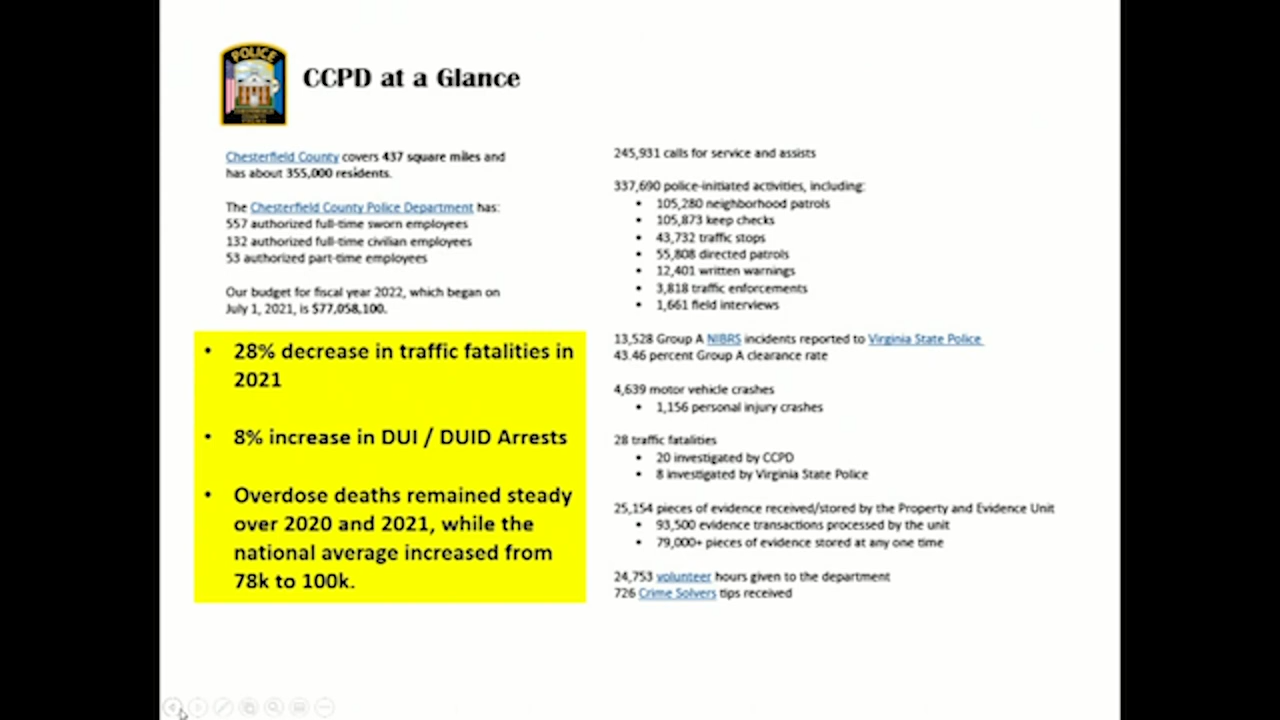 POLICE
CCPD at a Glance
Chesterfield County covers 437 square miles and
has about 355,000 residents.
The Chesterfield County Police Department has:
557 authorized full-time sworn employees
132 authorized full-time civilian employees
53 authorized part-time employees
Our budget for fiscal year 2022, which began on
July 1, 2021, is $77,058,100.
• 28% decrease in traffic fatalities in
2021
• 8% increase in DUI / DUID Arrests
• Overdose deaths remained steady
over 2020 and 2021, while the
national average increased from
78k to 100k.
245,931 calls for service and assists
337,690 police-initiated activities, including:
• 105,280 neighborhood patrols
• 105,873 keep checks
• 43,732 traffic stops
• 55,808 directed patrols
• 12,401 written warnings
• 3,818 traffic enforcements
• 1,661 field interviews
13,528 Group A NIBRS incidents reported to Virginia State Police
43.46 percent Group A clearance rate
4,639 motor vehicle crashes
• 1,156 personal injury crashes
28 traffic fatalities
• 20 investigated by CCPD
• 8 investigated by Virginia State Police
25,154 pieces of evidence received/stored by the Property and Evidence Unit
• 93,500 evidence transactions processed by the unit
• 79,000+ pieces of evidence stored at any one time
24,753 volunteer hours given to the department
726 Crime Solvers tips received